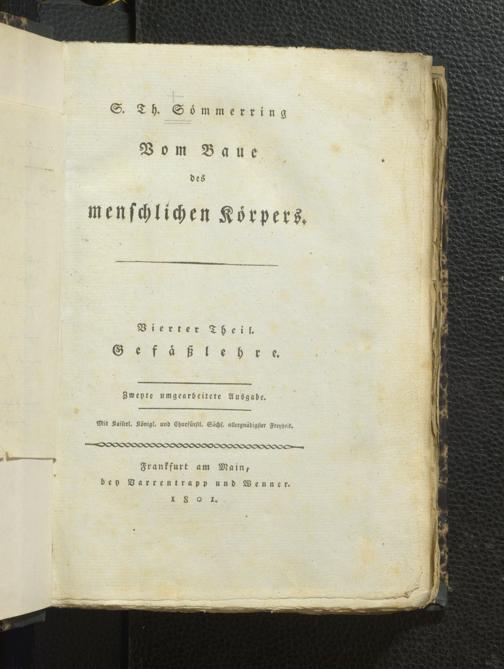 S. Th. Sömmerring
Vom Baue
des
menschlichen Körpers.
Vierter Theil.
Gefäßlehre.
Zweyte umgearbeitete Ausgabe.
Mit Kaiserl. Königl. und Churfürstl. Sächs. allergnädigster Freyheit.
Frankfurt am Main,
bey Varrentrapp und Wenner.
1801.